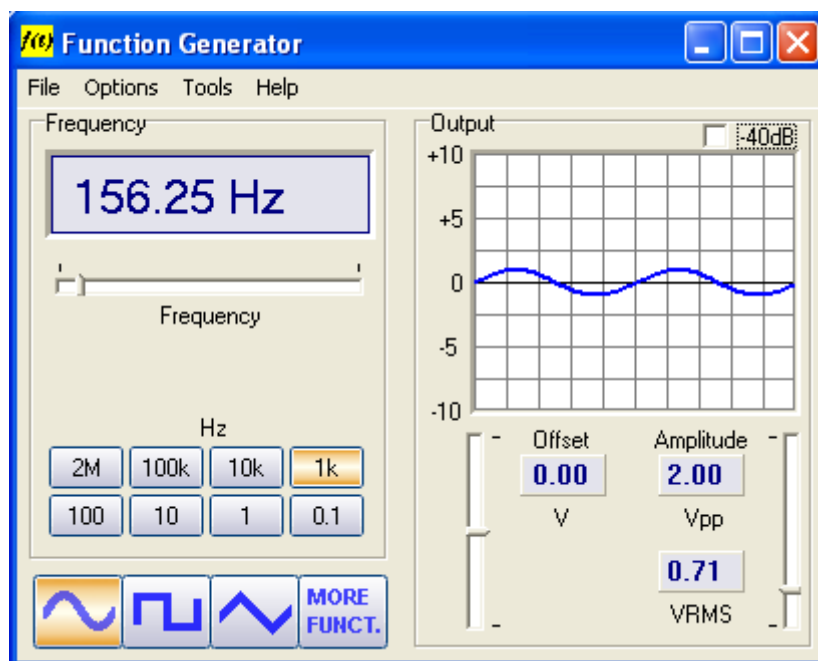 f(t) Function Generator
File Options Tools Help
Frequency
156.25 Hz
Frequency
Hz
2M 100k 10k 1k
100 10 1 0.1
MORE
FUNCT.
Output
-40dB
+10
+5
0
-5
-10
Offset Amplitude
0.00 2.00
V Vpp
0.71
VRMS